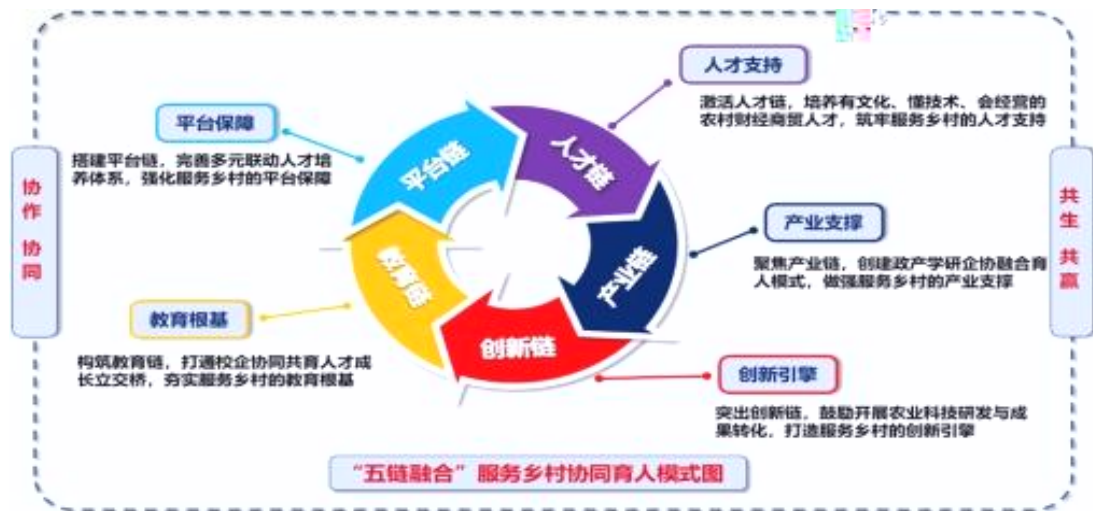 人才支持
激活人才链，培养有文化、懂技术、会经营的
农村财经商贸人才，筑牢服务乡村的人才支持
平台保障
搭建平台链，完善多元联动人才培
养体系，强化服务乡村的平台保障
协作 协同
平台链
人才链
产业链
创新链
教育链
共生 共赢
产业支撑
聚焦产业链，创建政产学研企协融合育
人模式，做强服务乡村的产业支撑
教育根基
构筑教育链，打通校企协同共育人才成
长立交桥，夯实服务乡村的教育根基
创新引擎
突出创新链，鼓励开展农业科技研发与成
果转化，打造服务乡村的创新引擎
“五链融合”服务乡村协同育人模式图